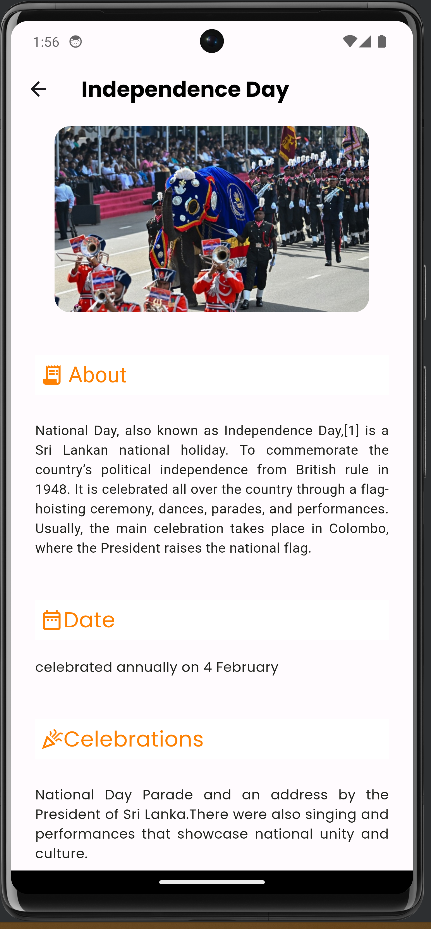 1:56
Independence Day
About
National Day, also known as Independence Day,[1] is a
Sri Lankan national holiday. To commemorate the
country's political independence from British rule in
1948. It is celebrated all over the country through a flag-
hoisting ceremony, dances, parades, and performances.
Usually, the main celebration takes place in Colombo,
where the President raises the national flag.
Date
celebrated annually on 4 February
Celebrations
National Day Parade and an address by the
President of Sri Lanka.There were also singing and
performances that showcase national unity and
culture.